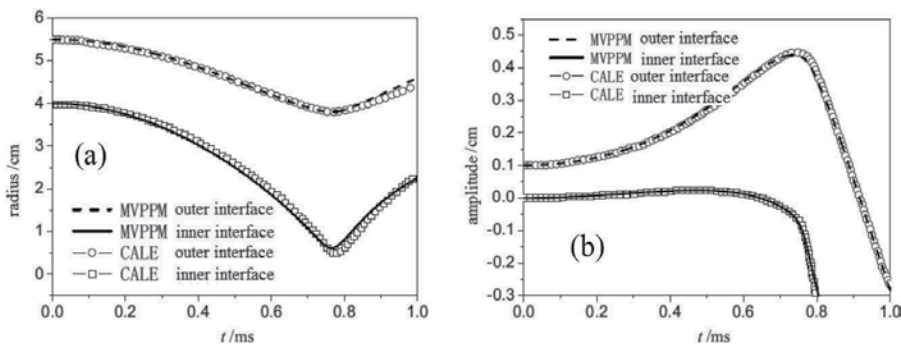 6
5
4
3
2
1
0
radius /cm
(a)
MVPPM outer interface
MVPPM inner interface
CALE outer interface
CALE inner interface
0.0 0.2 0.4 0.6 0.8 1.0
t /ms
0.5
0.4
0.3
0.2
0.1
0.0
-0.1
-0.2
-0.3
amplitude /cm
MVPPM outer interface
MVPPM inner interface
CALE outer interface
CALE inner interface
(b)
0.0 0.2 0.4 0.6 0.8 1.0
t /ms